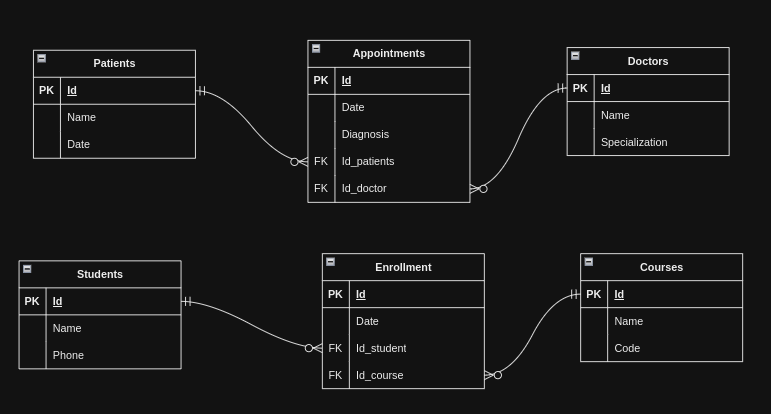 Patients
PK Id
Name
Date
Appointments
PK Id
Date
Diagnosis
FK Id_patients
FK Id_doctor
Doctors
PK Id
Name
Specialization
Students
PK Id
Name
Phone
Enrollment
PK Id
Date
FK Id_student
FK Id_course
Courses
PK Id
Name
Code